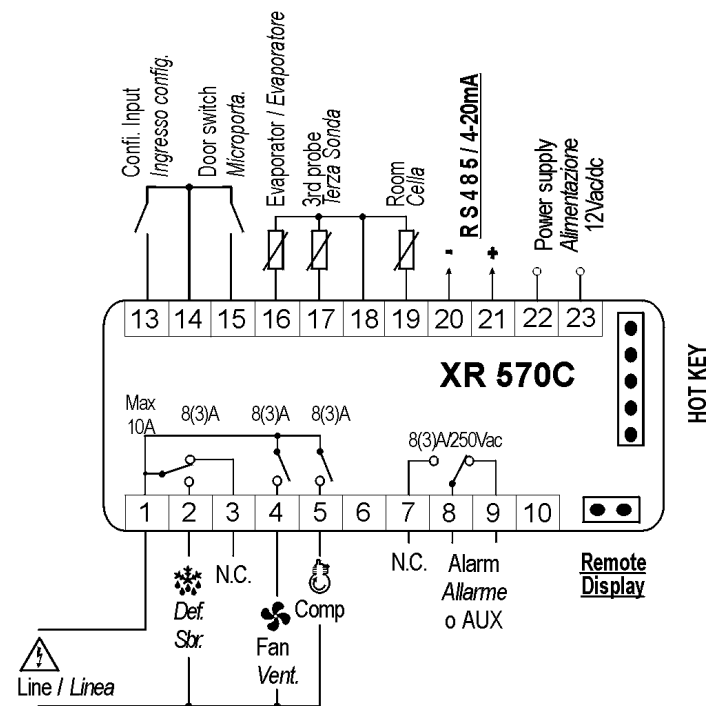 Confi. Input
Ingresso config.
Door switch
Microporta.
Evaporator / Evaporatore
3rd probe
Terza Sonda
Room
Cella
RS485 / 4-20mA
-
+
Power supply
Alimentazione
12Vac/dc
13 14 15 16 17 18 19 20 21 22 23
XR 570C
HOT KEY
Max
10A
8(3)A 8(3)A 8(3)A
8(3)A/250Vac
1 2 3 4 5 6 7 8 9 10
N.C.
Def.
Sbr.
Fan
Vent.
Comp
N.C.
Alarm
Allarme
o AUX
Remote
Display
Line / Linea